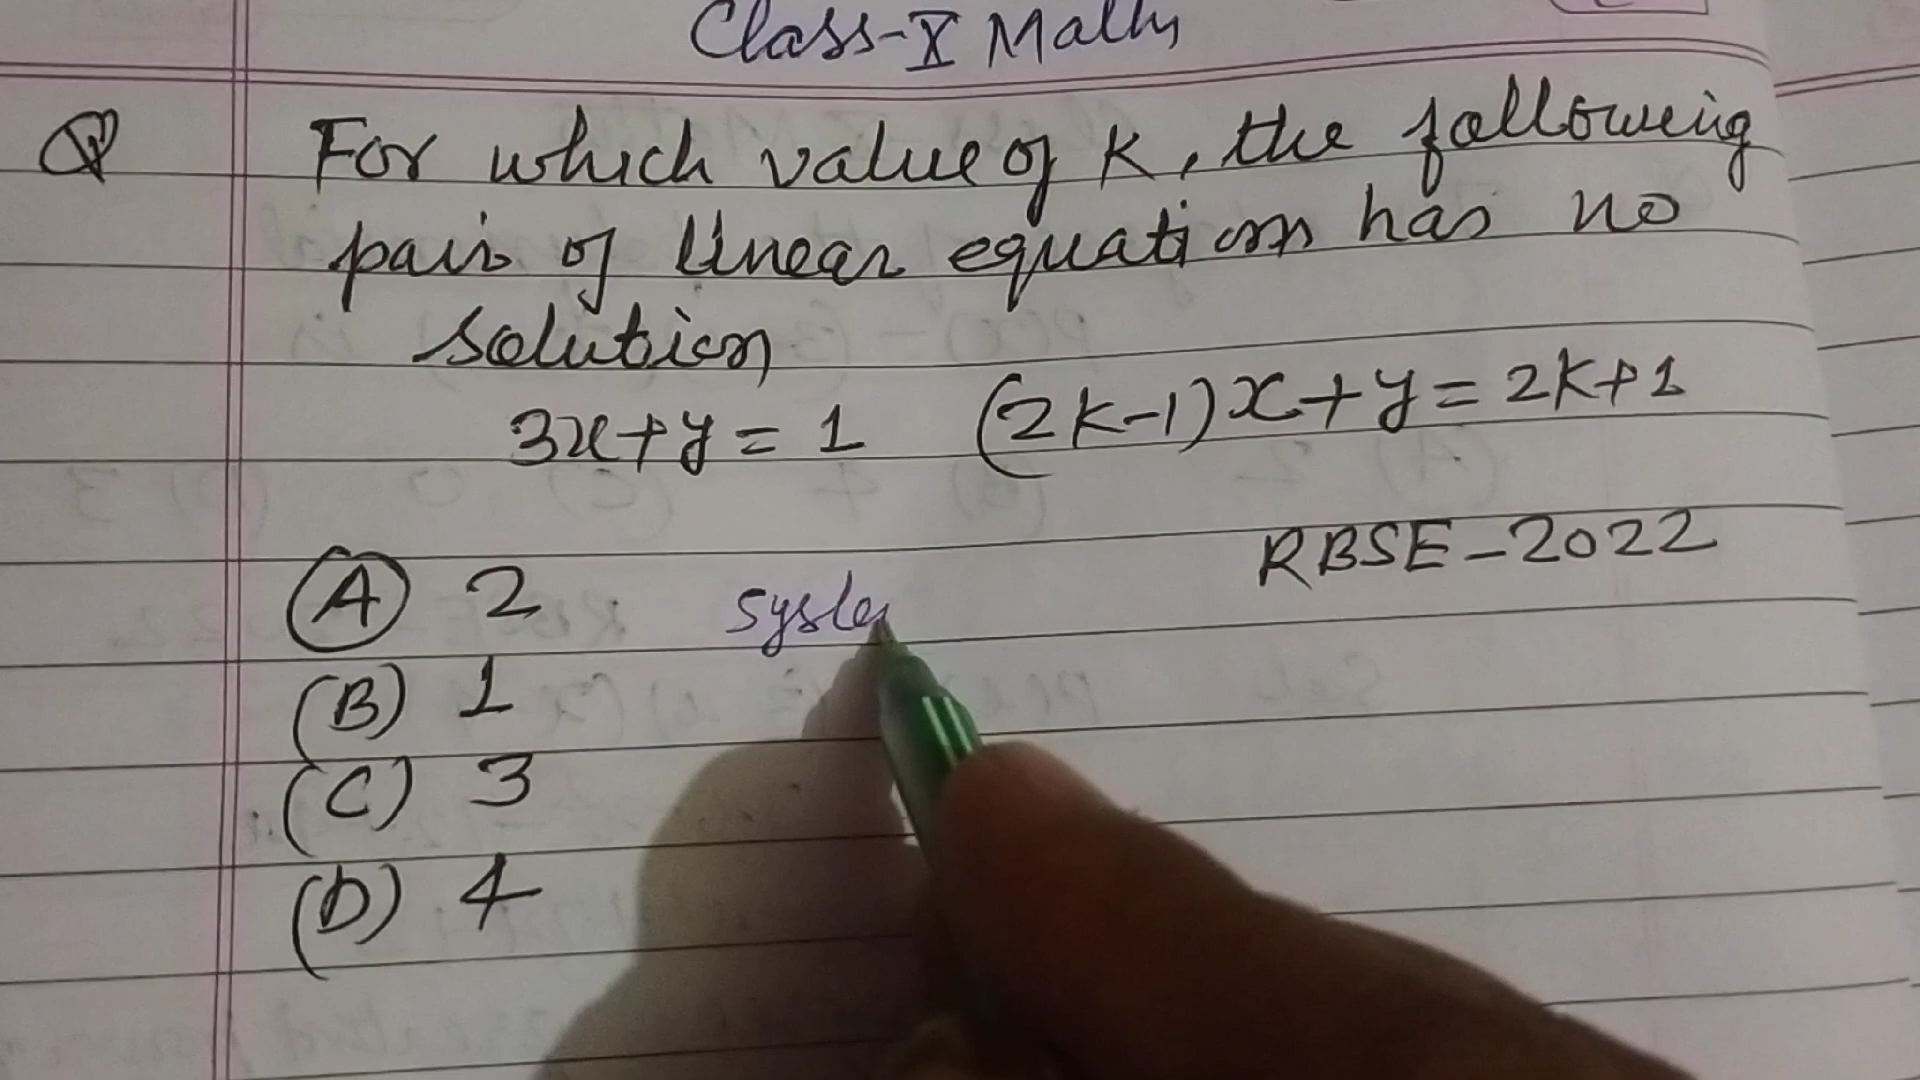 Class-X Maths
Q For which value of K, the following
pair of linear equation has no
solution
3x+y=1 (2K-1)x+y=2K+1
RBSE-2022
(A) 2 syste
(B) 1
(C) 3
(D) 4